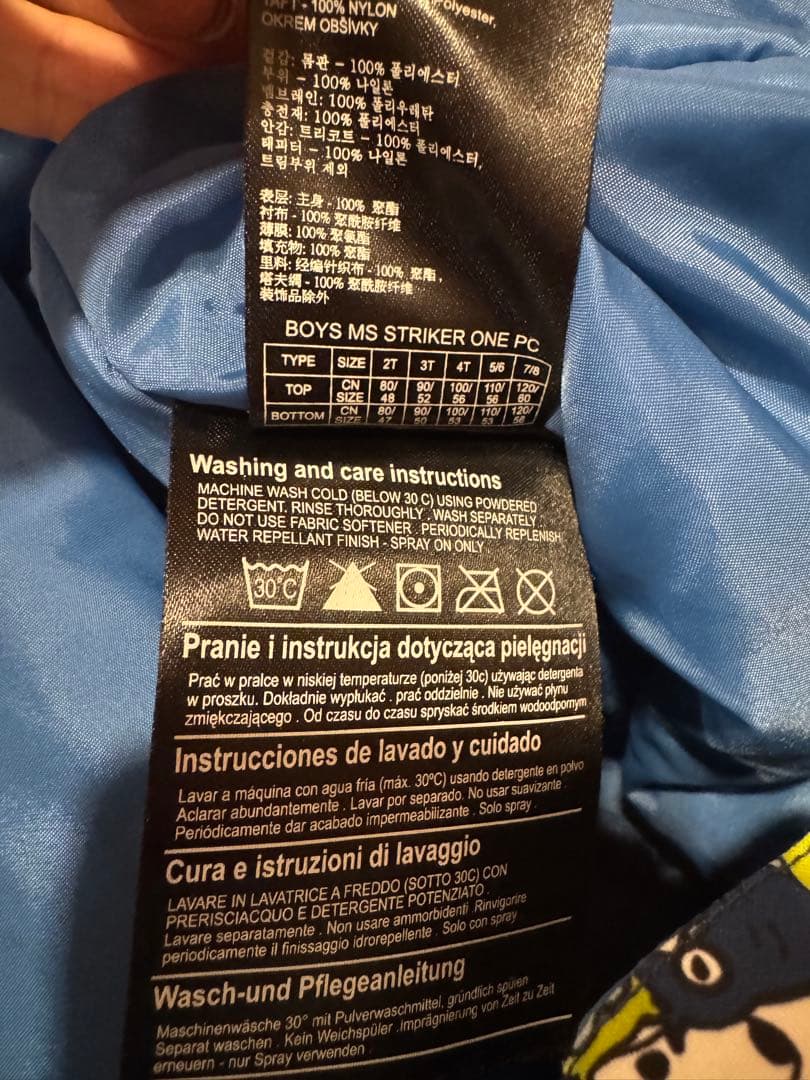 TAFT - 100% NYLON
Polyester,
OKREM OBŠÍVKY
겉감: 몸판 - 100% 폴리에스터
부위 - 100% 나일론
멤브레인: 100% 폴리우레탄
충전재: 100% 폴리에스터
안감: 트리코트 - 100% 폴리에스터,
태피터 - 100% 나일론
트림부위 제외
表层: 主身 - 100% 聚酯
衬布 - 100% 聚酰胺纤维
薄膜: 100% 聚氨酯
填充物: 100% 聚酯
里料: 经编针织布 - 100% 聚酯,
塔夫绸 - 100% 聚酰胺纤维
装饰品除外
BOYS MS STRIKER ONE PC
TYPE SIZE 2T 3T 4T 5/6 7/8
TOP CN SIZE 80/48 90/52 100/56 110/56 120/60
BOTTOM CN SIZE 80/47 90/50 100/53 110/53 120/56
Washing and care instructions
MACHINE WASH COLD (BELOW 30 C) USING POWDERED
DETERGENT. RINSE THOROUGHLY . WASH SEPARATELY .
DO NOT USE FABRIC SOFTENER . PERIODICALLY REPLENISH
WATER REPELLANT FINISH - SPRAY ON ONLY .
30°C
Pranie i instrukcja dotycząca pielęgnacji
Prać w pralce w niskiej temperaturze (poniżej 30c) używając detergenta
w proszku. Dokładnie wypłukać . prać oddzielnie . Nie używać płynu
zmiękczającego . Od czasu do czasu spryskać środkiem wodoodpornym
Instrucciones de lavado y cuidado
Lavar a máquina con agua fría (máx. 30ºC) usando detergente en polvo
Aclarar abundantemente . Lavar por separado. No usar suavizante .
Periódicamente dar acabado impermeabilizante . Solo spray .
Cura e istruzioni di lavaggio
LAVARE IN LAVATRICE A FREDDO (SOTTO 30C) CON
PRERISCIACQUO E DETERGENTE POTENZIATO .
Lavare separatamente . Non usare ammorbidenti .Rinvigorire
periodicamente il finissaggio idrorepellente . Solo con spray .
Wasch-und Pflegeanleitung
Maschinenwäsche 30° mit Pulverwaschmittel, gründlich spülen
Separat waschen . Kein Weichspüler .Imprägnierung von Zeit zu Zeit
erneuern - nur Spray verwenden .